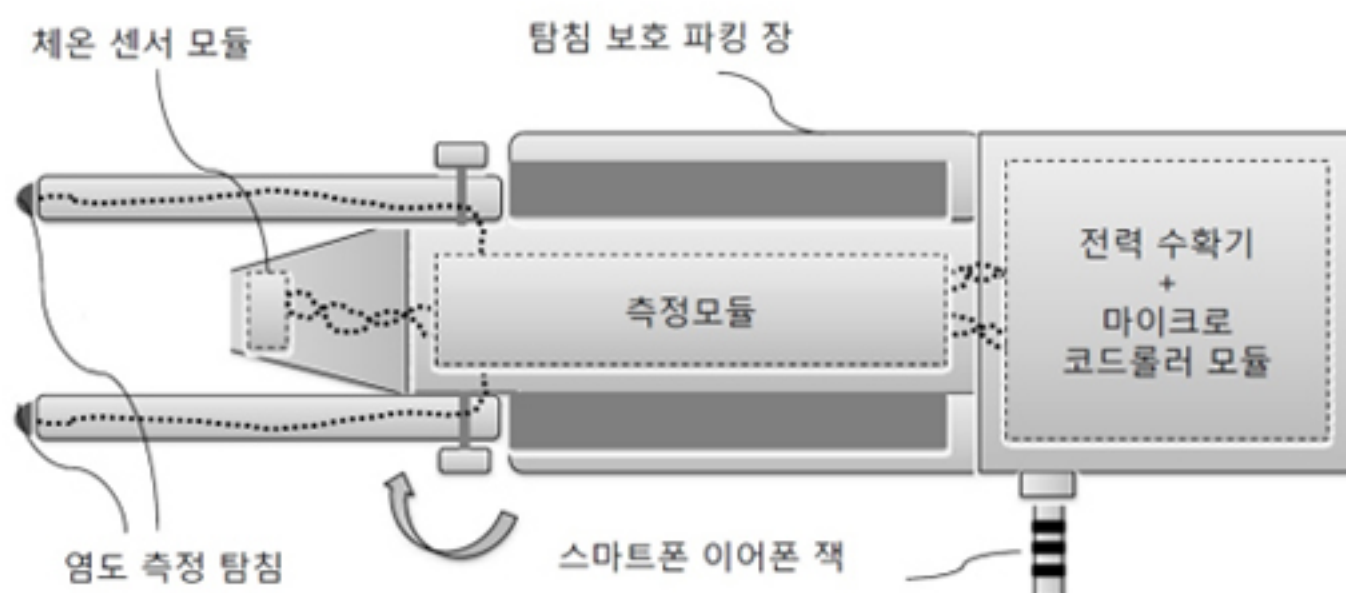 체온 센서 모듈
탐침 보호 파킹 장
전력 수확기
+
마이크로
코드롤러 모듈
측정모듈
염도 측정 탐침
스마트폰 이어폰 잭